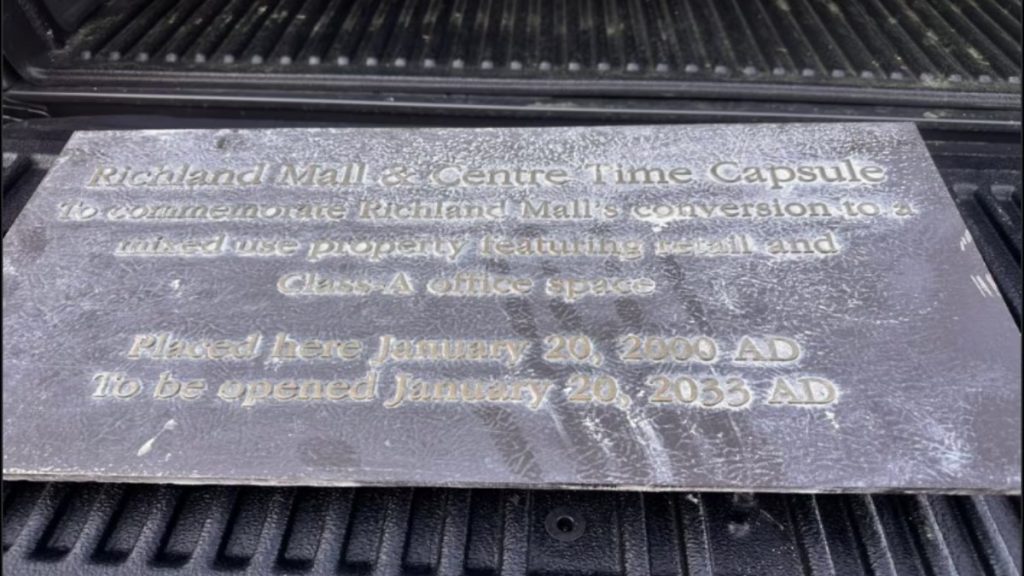 Richland Mall & Centre Time Capsule
To commemorate Richland Mall's conversion to a
mixed use property featuring retail and
Class-A office space
Placed here January 20, 2000 AD
To be opened January 20, 2033 AD